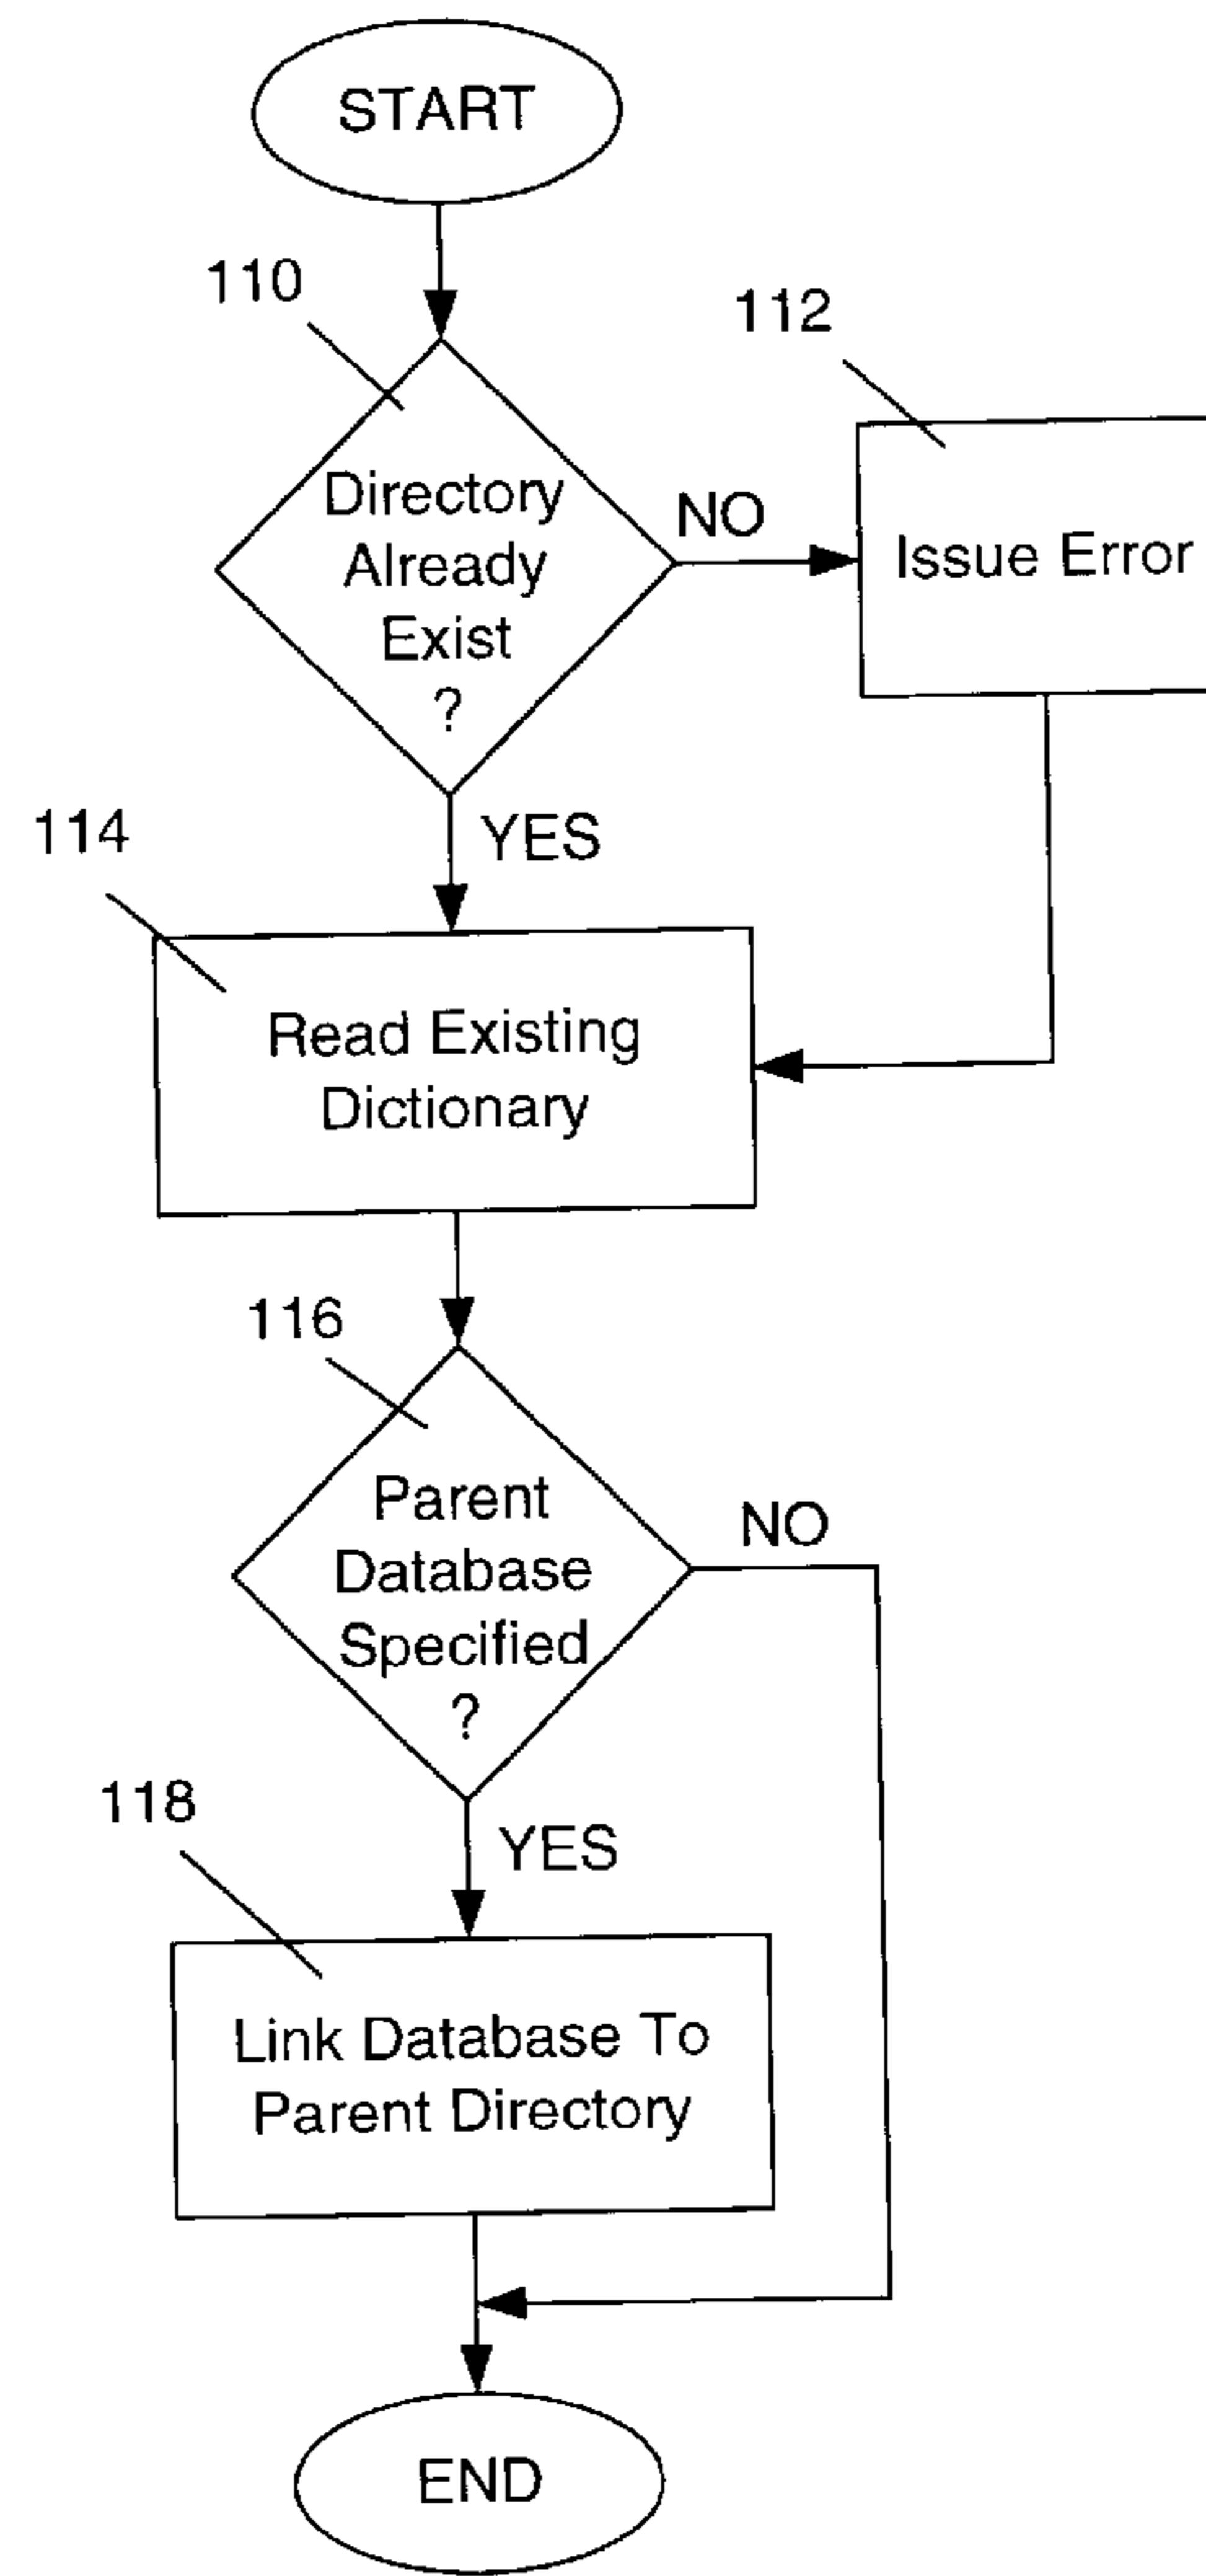 START
110
112
Directory
Already
Exist
?
NO
Issue Error
YES
114
Read Existing
Dictionary
116
Parent
Database
Specified
?
NO
YES
118
Link Database To
Parent Directory
END